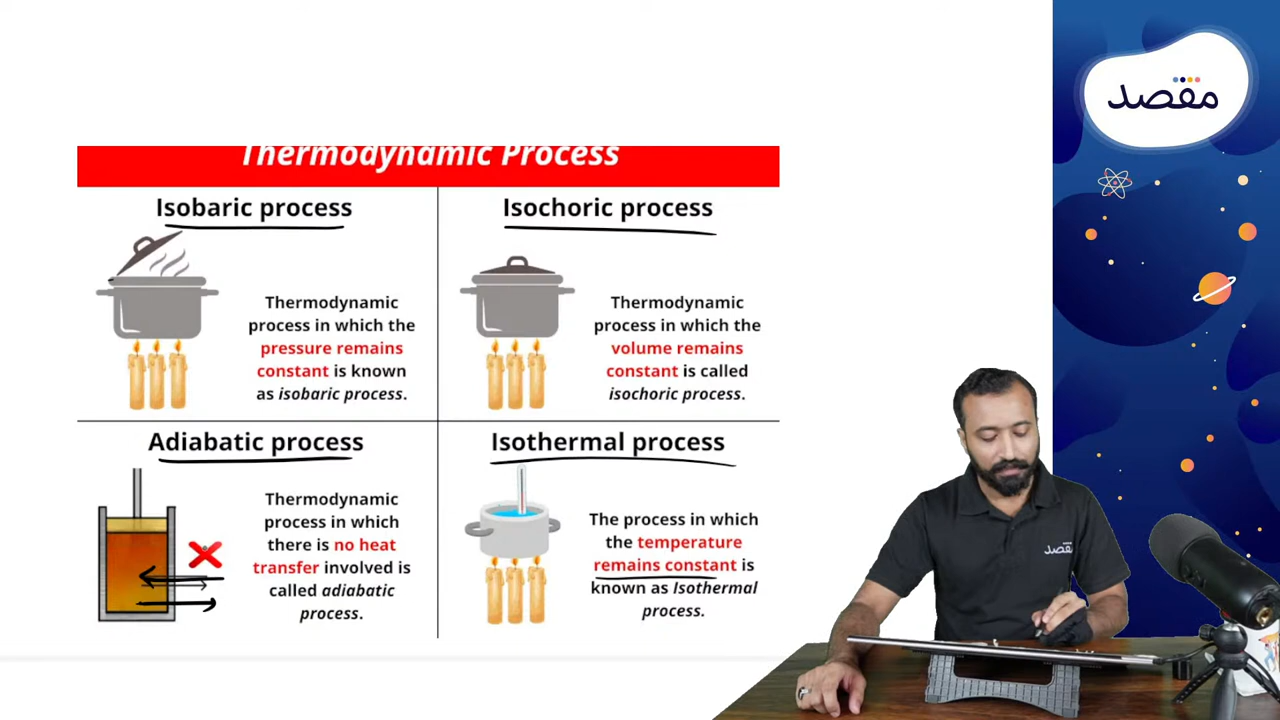 مقصد
Thermodynamic Process
Isobaric process
Thermodynamic
process in which the
pressure remains
constant is known
as isobaric process.
Isochoric process
Thermodynamic
process in which the
volume remains
constant is called
isochoric process.
Adiabatic process
Thermodynamic
process in which
there is no heat
transfer involved is
called adiabatic
process.
Isothermal process
The process in which
the temperature
remains constant is
known as Isothermal
process.
مقصد